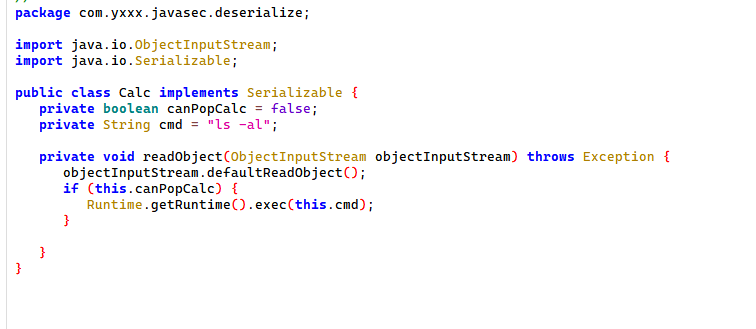 //
package com.yxxx.javasec.deserialize;
import java.io.ObjectInputStream;
import java.io.Serializable;
public class Calc implements Serializable {
private boolean canPopCalc = false;
private String cmd = "ls -al";
private void readObject(ObjectInputStream objectInputStream) throws Exception {
objectInputStream.defaultReadObject();
if (this.canPopCalc) {
Runtime.getRuntime().exec(this.cmd);
}
}
}